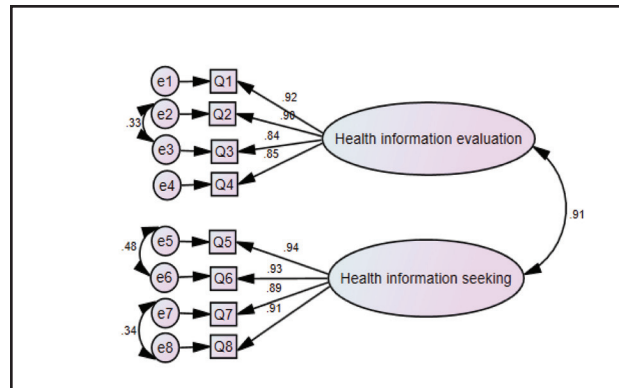 e1 Q1
.92
e2 Q2
.90
.33
e3 Q3
.84
.85
e4 Q4
Health information evaluation
.91
e5 Q5
.94
.48
e6 Q6
.93
.89
e7 Q7
.91
.34
e8 Q8
Health information seeking